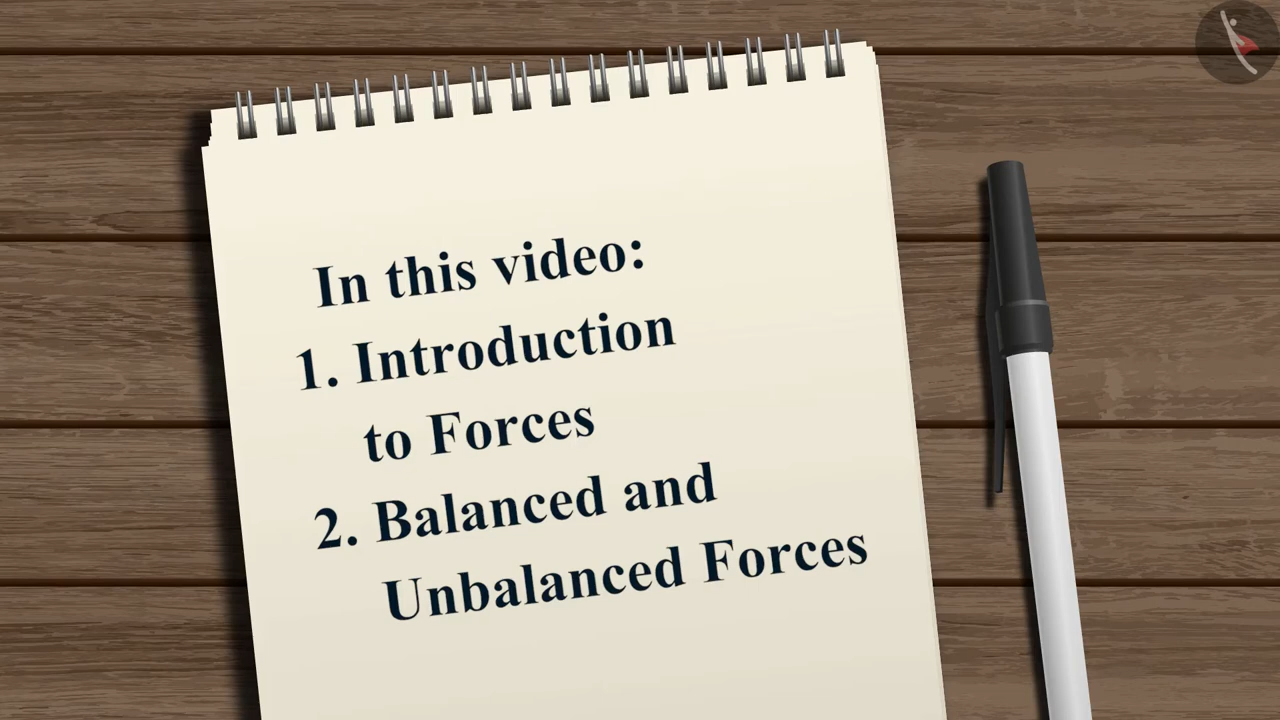 In this video:
1. Introduction
to Forces
2. Balanced and
Unbalanced Forces